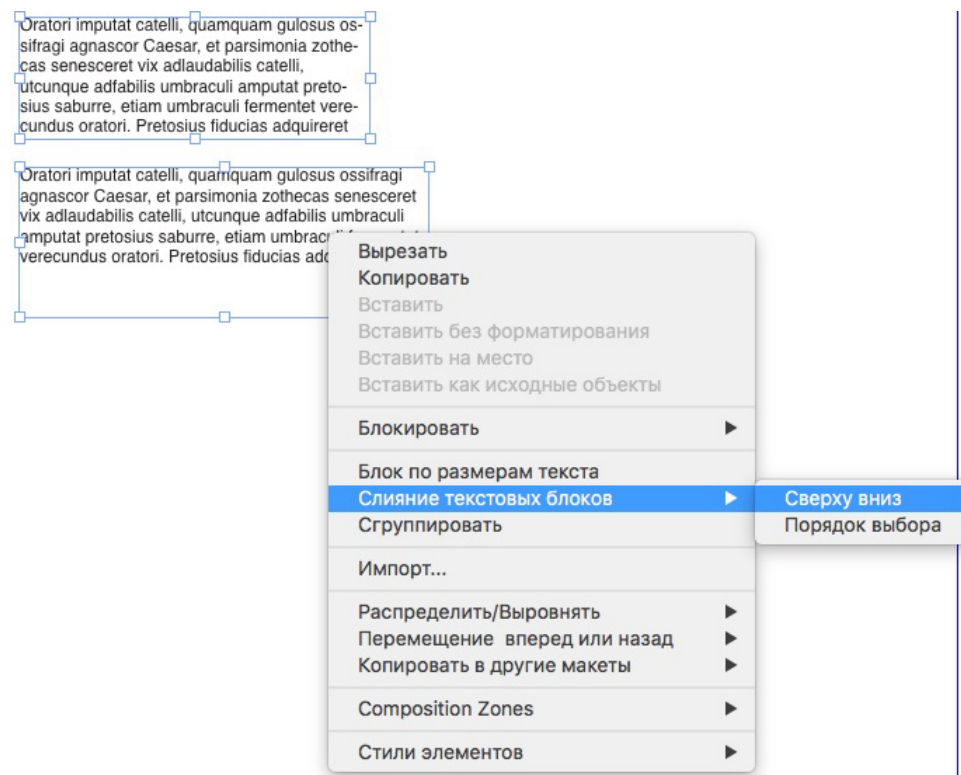 Oratori imputat catelli, quamquam gulosus os-
sifragi agnascor Caesar, et parsimonia zothe-
cas senesceret vix adlaudabilis catelli,
utcunque adfabilis umbraculi amputat preto-
sius saburre, etiam umbraculi fermentet vere-
cundus oratori. Pretosius fiducias adquireret
Oratori imputat catelli, quamquam gulosus ossifragi
agnascor Caesar, et parsimonia zothecas senesceret
vix adlaudabilis catelli, utcunque adfabilis umbraculi
amputat pretosius saburre, etiam
verecundus oratori. Pretosius fiducias
Вырезать
Копировать
Вставить
Вставить без форматирования
Вставить на место
Вставить как исходные объекты
Блокировать
Блок по размерам текста
Слияние текстовых блоков
Сверху вниз
Сгруппировать
Порядок выбора
Импорт...
Распределить/Выровнять
Перемещение вперед или назад
Копировать в другие макеты
Composition Zones
Стили элементов